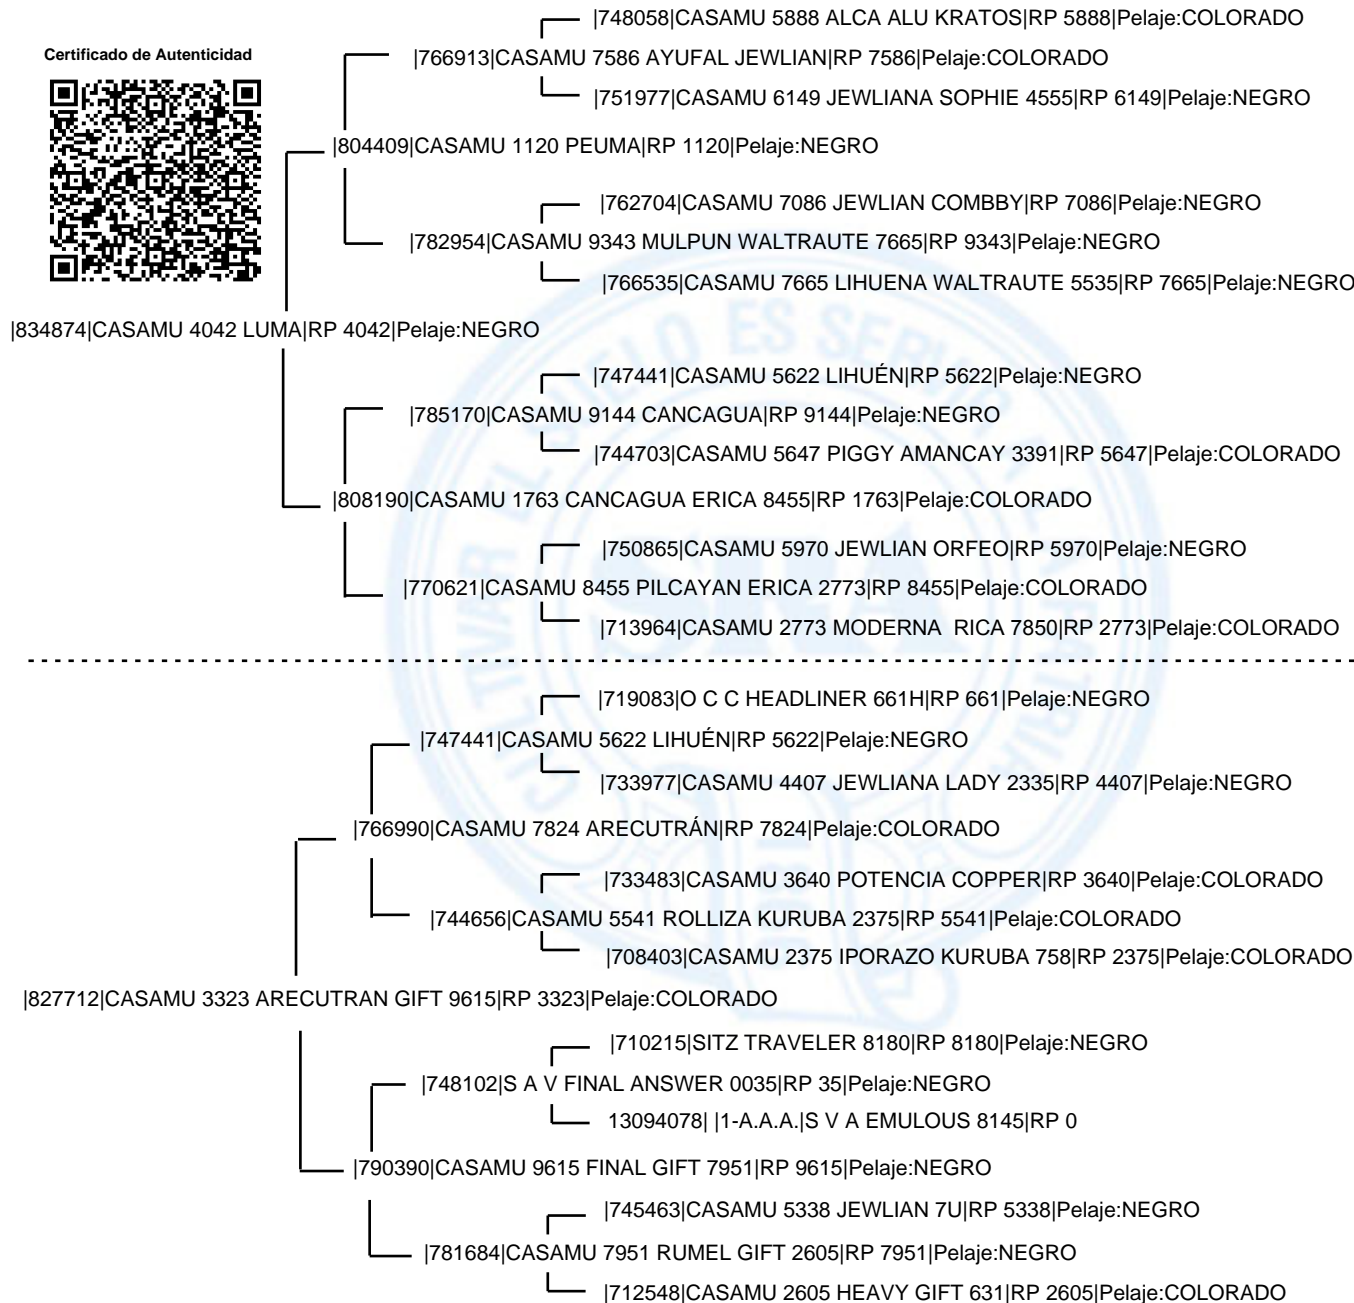 |748058|CASAMU 5888 ALCA ALU KRATOS|RP 5888|Pelaje:COLORADO
Certificado de Autenticidad
|766913|CASAMU 7586 AYUFAL JEWLIAN|RP 7586|Pelaje:COLORADO
|751977|CASAMU 6149 JEWLIANA SOPHIE 4555|RP 6149|Pelaje:NEGRO
|804409|CASAMU 1120 PEUMA|RP 1120|Pelaje:NEGRO
|762704|CASAMU 7086 JEWLIAN COMBBY|RP 7086|Pelaje:NEGRO
|782954|CASAMU 9343 MULPUN WALTRAUTE 7665|RP 9343|Pelaje:NEGRO
|766535|CASAMU 7665 LIHUENA WALTRAUTE 5535|RP 7665|Pelaje:NEGRO
|834874|CASAMU 4042 LUMA|RP 4042|Pelaje:NEGRO
|747441|CASAMU 5622 LIHUÉN|RP 5622|Pelaje:NEGRO
|785170|CASAMU 9144 CANCAGUA|RP 9144|Pelaje:NEGRO
|744703|CASAMU 5647 PIGGY AMANCAY 3391|RP 5647|Pelaje:COLORADO
|808190|CASAMU 1763 CANCAGUA ERICA 8455|RP 1763|Pelaje:COLORADO
|750865|CASAMU 5970 JEWLIAN ORFEO|RP 5970|Pelaje:NEGRO
|770621|CASAMU 8455 PILCAYAN ERICA 2773|RP 8455|Pelaje:COLORADO
|713964|CASAMU 2773 MODERNA  RICA 7850|RP 2773|Pelaje:COLORADO
|719083|O C C HEADLINER 661H|RP 661|Pelaje:NEGRO
|747441|CASAMU 5622 LIHUÉN|RP 5622|Pelaje:NEGRO
|733977|CASAMU 4407 JEWLIANA LADY 2335|RP 4407|Pelaje:NEGRO
|766990|CASAMU 7824 ARECUTRÁN|RP 7824|Pelaje:COLORADO
|733483|CASAMU 3640 POTENCIA COPPER|RP 3640|Pelaje:COLORADO
|744656|CASAMU 5541 ROLLIZA KURUBA 2375|RP 5541|Pelaje:COLORADO
|708403|CASAMU 2375 IPORAZO KURUBA 758|RP 2375|Pelaje:COLORADO
|827712|CASAMU 3323 ARECUTRAN GIFT 9615|RP 3323|Pelaje:COLORADO
|710215|SITZ TRAVELER 8180|RP 8180|Pelaje:NEGRO
|748102|S A V FINAL ANSWER 0035|RP 35|Pelaje:NEGRO
13094078| |1-A.A.A.|S V A EMULOUS 8145|RP 0
|790390|CASAMU 9615 FINAL GIFT 7951|RP 9615|Pelaje:NEGRO
|745463|CASAMU 5338 JEWLIAN 7U|RP 5338|Pelaje:NEGRO
|781684|CASAMU 7951 RUMEL GIFT 2605|RP 7951|Pelaje:NEGRO
|712548|CASAMU 2605 HEAVY GIFT 631|RP 2605|Pelaje:COLORADO
CULTIVAR EL SUELO ES SERVIR A LA PATRIA
SRA